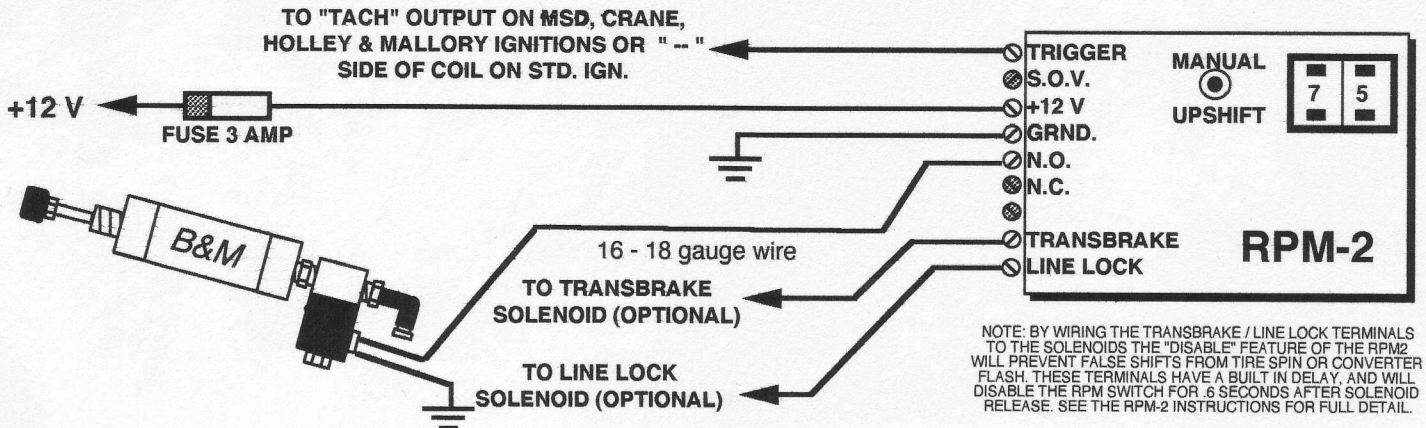 TO "TACH" OUTPUT ON MSD, CRANE,
HOLLEY & MALLORY IGNITIONS OR " -- "
SIDE OF COIL ON STD. IGN.
+12 V
FUSE 3 AMP
B&M
16 - 18 gauge wire
TO TRANSBRAKE
SOLENOID (OPTIONAL)
TO LINE LOCK
SOLENOID (OPTIONAL)
TRIGGER
S.O.V.
+12 V
GRND.
N.O.
N.C.
TRANSBRAKE
LINE LOCK
MANUAL
UPSHIFT
7 5
RPM-2
NOTE: BY WIRING THE TRANSBRAKE / LINE LOCK TERMINALS
TO THE SOLENOIDS THE "DISABLE" FEATURE OF THE RPM2
WILL PREVENT FALSE SHIFTS FROM TIRE SPIN OR CONVERTER
FLASH. THESE TERMINALS HAVE A BUILT IN DELAY, AND WILL
DISABLE THE RPM SWITCH FOR .6 SECONDS AFTER SOLENOID
RELEASE. SEE THE RPM-2 INSTRUCTIONS FOR FULL DETAIL.